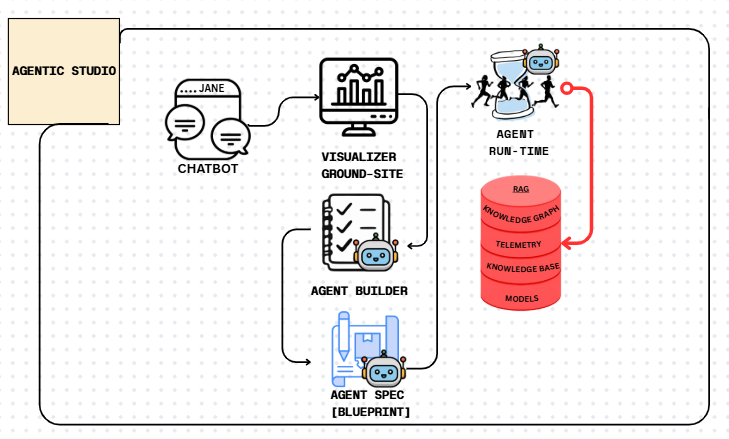 AGENTIC STUDIO
.... JANE
CHATBOT
VISUALIZER
GROUND-SITE
AGENT BUILDER
AGENT SPEC
[BLUEPRINT]
AGENT
RUN-TIME
RAG
KNOWLEDGE GRAPH
TELEMETRY
KNOWLEDGE BASE
MODELS